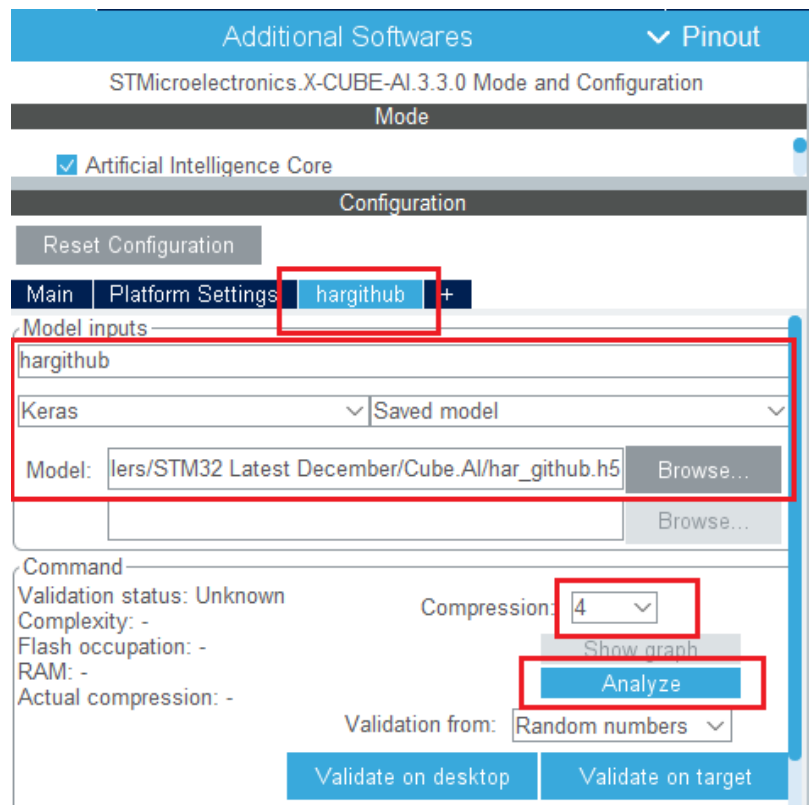 Additional Softwares Pinout
STMicroelectronics.X-CUBE-AI.3.3.0 Mode and Configuration
Mode
Artificial Intelligence Core
Configuration
Reset Configuration
Main Platform Settings hargithub +
Model inputs
hargithub
Keras Saved model
Model: lers/STM32 Latest December/Cube.AI/har_github.h5 Browse...
Browse...
Command
Validation status: Unknown
Complexity: -
Flash occupation: -
RAM: -
Actual compression: -
Compression: 4
Show graph
Analyze
Validation from: Random numbers
Validate on desktop Validate on target